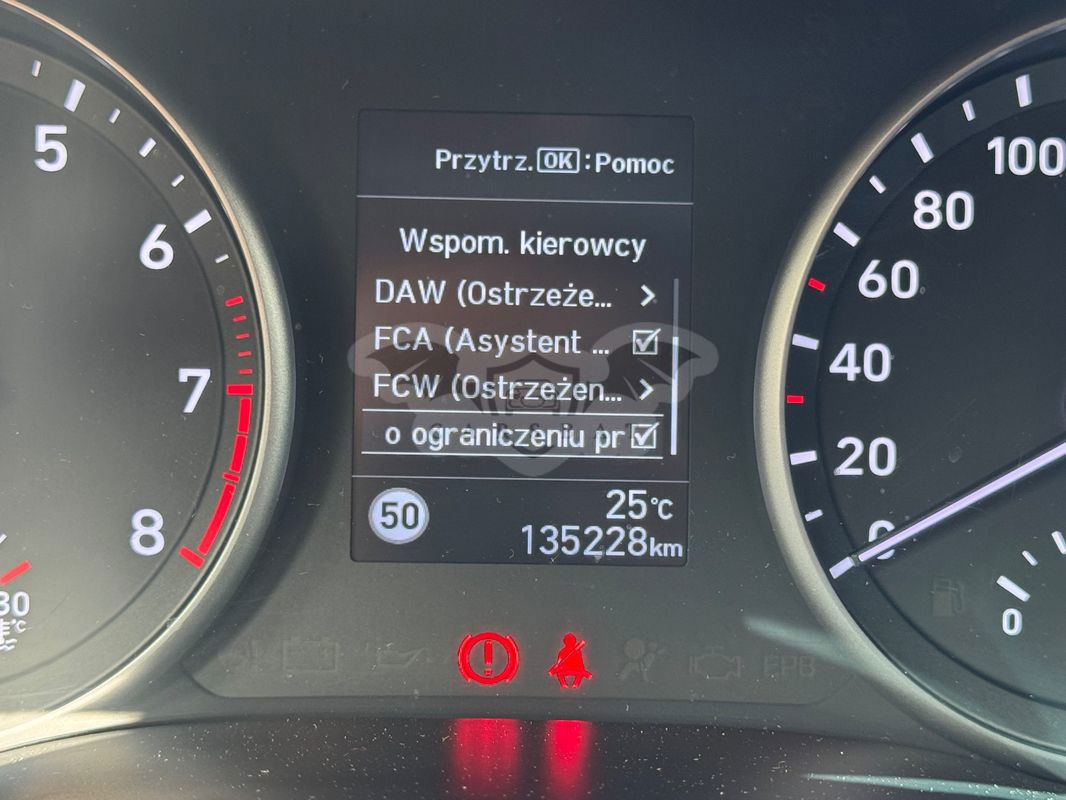 Przytrz. OK : Pomoc
Wspom. kierowcy
DAW (Ostrzeże... >
FCA (Asystent ...
FCW (Ostrzeżen... >
o ograniczeniu pr
50
25°C
135228km
5
6
7
8
100
80
60
40
20
0
0
EPB